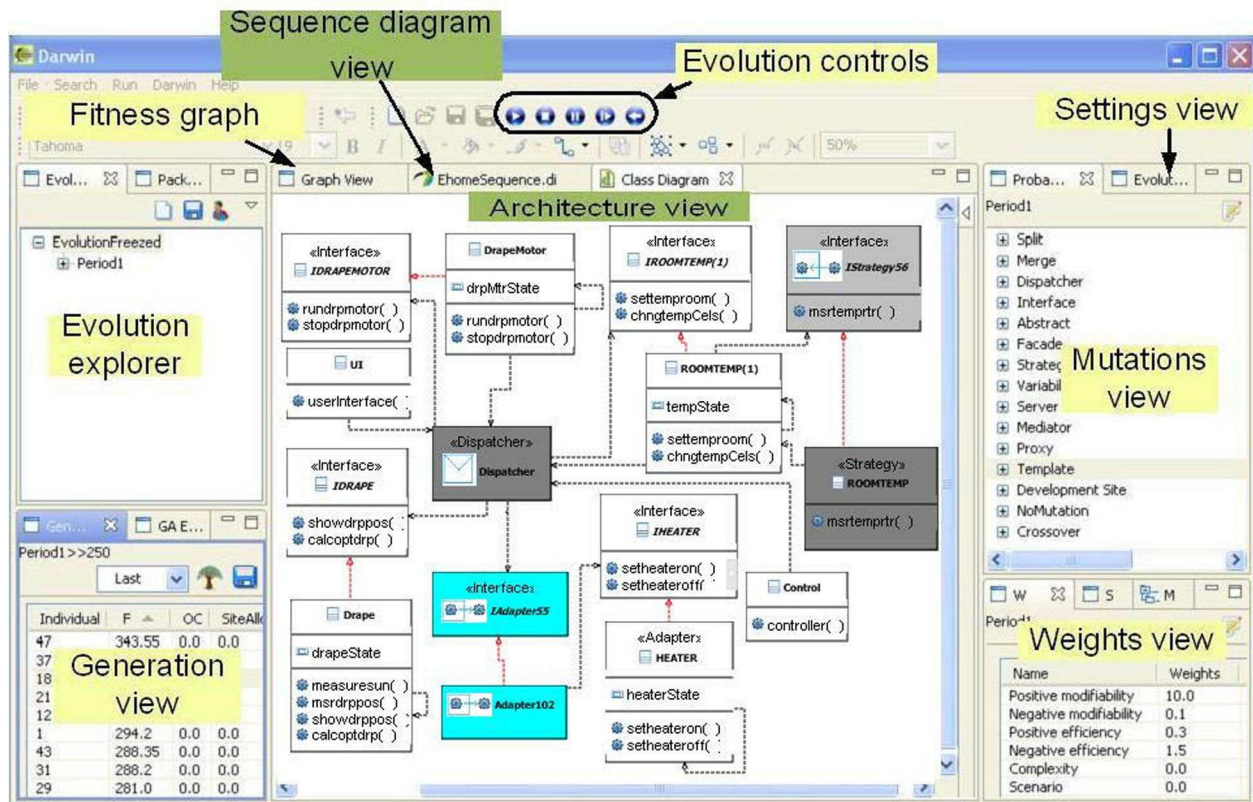 Sequence diagram
view
Evolution controls
Fitness graph
Settings view
Darwin
File Search Run Darwin Help
Tahoma
B I
50%
Evol...
Pack...
EvolutionFreezed
Period1
Evolution
explorer
GA E...
Period1>>250
Last
Individual F OC SiteAllo
47 343.55 0.0 0.0
37
18
21
12
1 294.2 0.0 0.0
43 288.35 0.0 0.0
31 288.2 0.0 0.0
29 281.0 0.0 0.0
Generation
view
Graph View
EhomeSequence.di
Class Diagram
Architecture view
«Interface»
IDRAPEMOTOR
rundrpmotor( )
stopdrpmotor( )
DrapeMotor
drpMtrState
rundrpmotor( )
stopdrpmotor( )
«Interface»
IROOMTEMP(1)
settemproom( )
chngtempCels( )
«Interface»
IStrategy56
msrtemprtr( )
UI
userInterface(
ROOMTEMP(1)
tempState
settemproom( )
chngtempCels( )
«Dispatcher»
Dispatcher
«Strategy»
ROOMTEMP
msrtemprtr( )
«Interface»
IDRAPE
showdrppos(
calcoptdrp( )
«Interface»
IHEATER
setheateron( )
setheateroff( )
«Interface»
IAdapter55
Control
controller( )
Drape
drapeState
measuresun( )
msrdrppos( )
showdrppos( )
calcoptdrp( )
Adapter102
«Adapter»
HEATER
heaterState
setheateron( )
setheateroff(
Proba...
Evolut...
Period1
Split
Merge
Dispatcher
Interface
Abstract
Facade
Strateg
Variabil
Server
Mediator
Proxy
Template
Development Site
NoMutation
Crossover
Mutations
view
W
S
M
Period1
Weights view
Name Weights
Positive modifiability 10.0
Negative modifiability 0.1
Positive efficiency 0.3
Negative efficiency 1.5
Complexity 0.0
Scenario 0.0